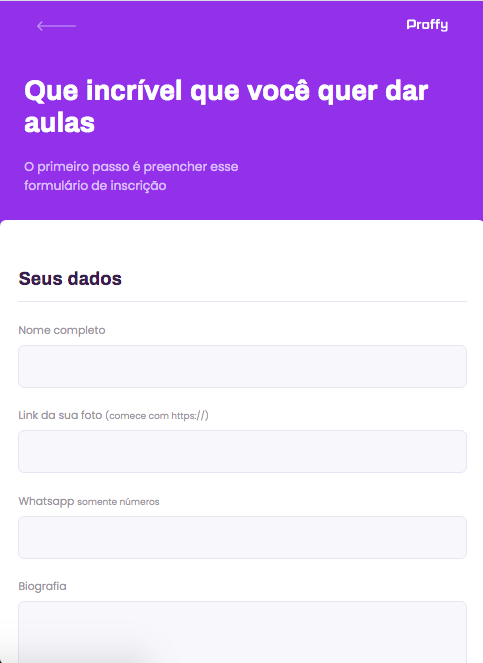 Proffy
Que incrível que você quer dar
aulas
O primeiro passo é preencher esse
formulário de inscrição
Seus dados
Nome completo
Link da sua foto (comece com https://)
Whatsapp somente números
Biografia